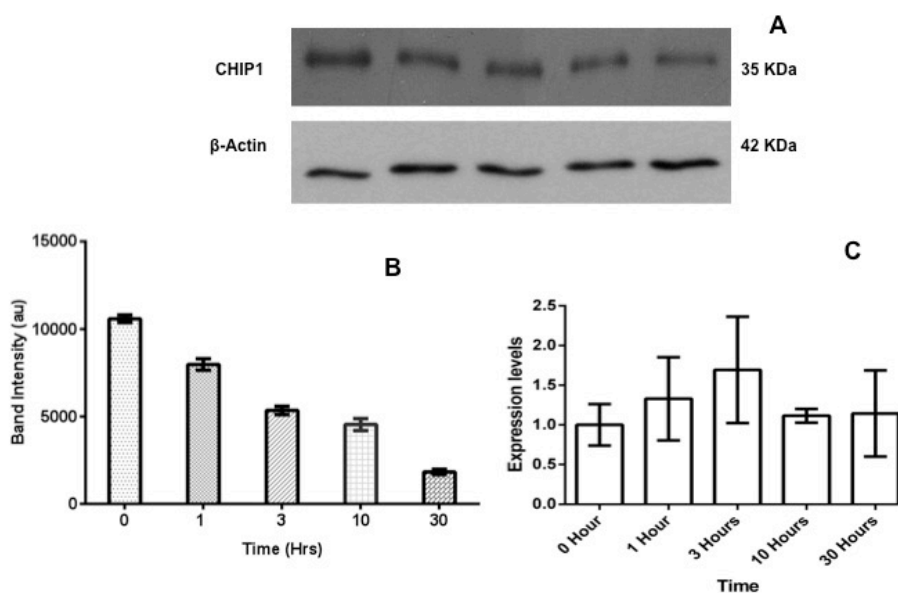 A
CHIP1
35 KDa
β-Actin
42 KDa
B
15000
10000
5000
0
Band Intensity (au)
0 1 3 10 30
Time (Hrs)
C
2.5
2.0
1.5
1.0
0.5
0.0
Expression levels
0 Hour
1 Hour
3 Hours
10 Hours
30 Hours
Time